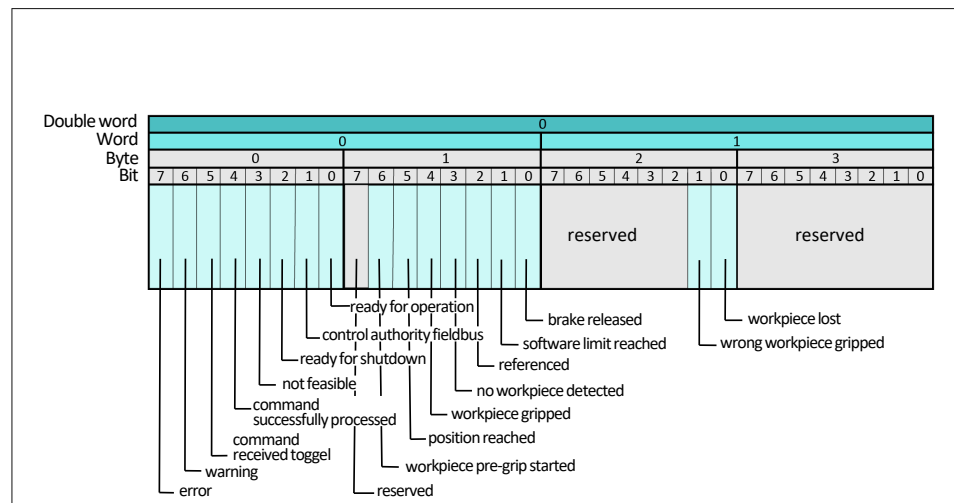 Double word 0
Word 0 1
Byte 0 1 2 3
Bit 7 6 5 4 3 2 1 0 7 6 5 4 3 2 1 0 7 6 5 4 3 2 1 0 7 6 5 4 3 2 1 0
reserved reserved
ready for operation
brake released workpiece lost
control authority fieldbus software limit reached wrong workpiece gripped
ready for shutdown referenced
not feasible no workpiece detected
command
successfully processed workpiece gripped
command position reached
received toggel
warning workpiece pre-grip started
error reserved